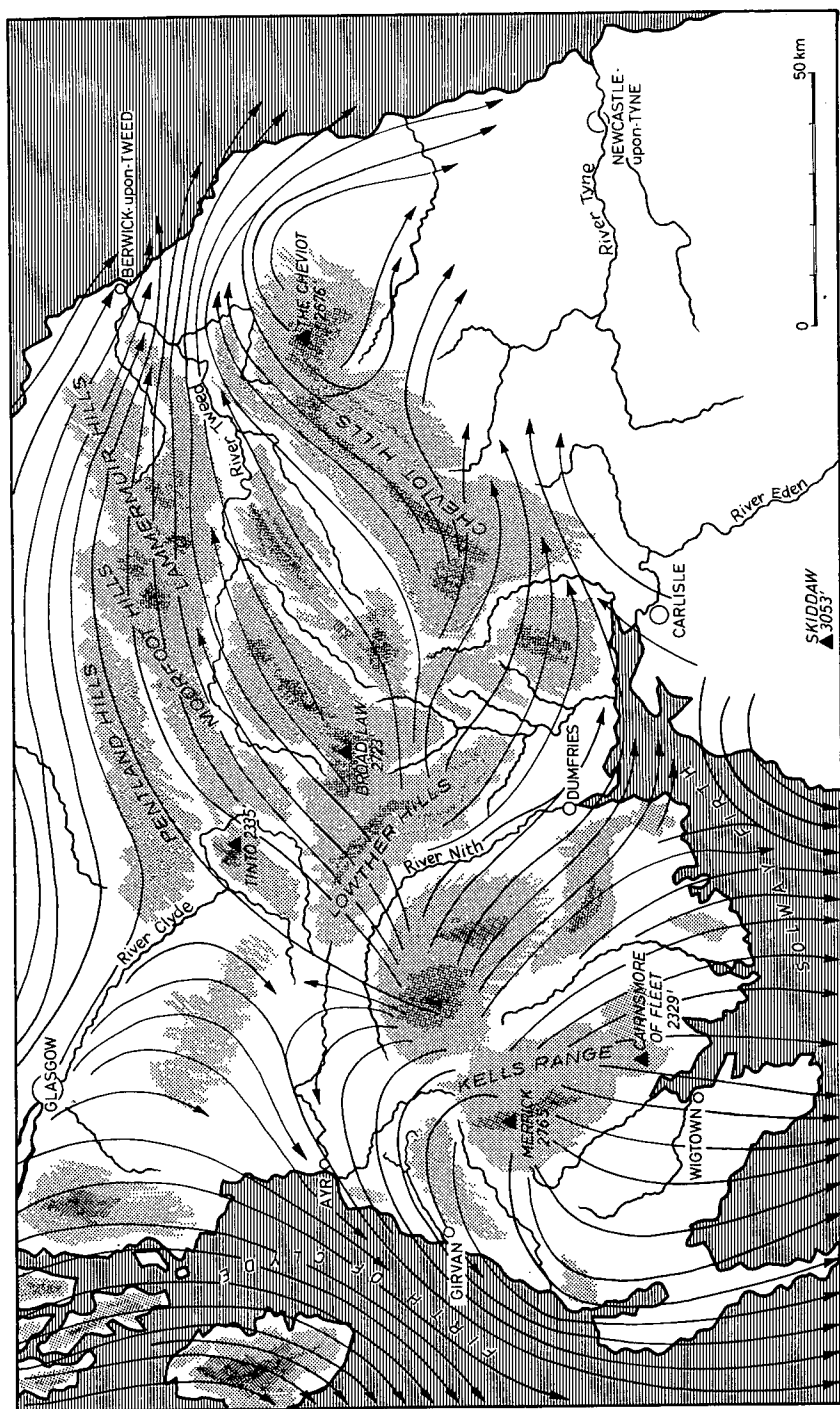 GLASGOW
River Clyde
PENTLAND HILLS
MOORFOOT HILLS
LAMMERMUIR HILLS
BERWICK-upon-TWEED
River Tweed
TINTO 2335'
BROAD LAW
2723'
LOWTHER HILLS
THE CHEVIOT
2676'
CHEVIOT HILLS
AYR
FIRTH OF CLYDE
GIRVAN
River Nith
DUMFRIES
KELLS RANGE
MERRICK
2765'
CAIRNSMORE
OF FLEET
2329'
WIGTOWN
SOLWAY FIRTH
CARLISLE
River Eden
SKIDDAW
3053'
River Tyne
NEWCASTLE-
upon-TYNE
0
50 km